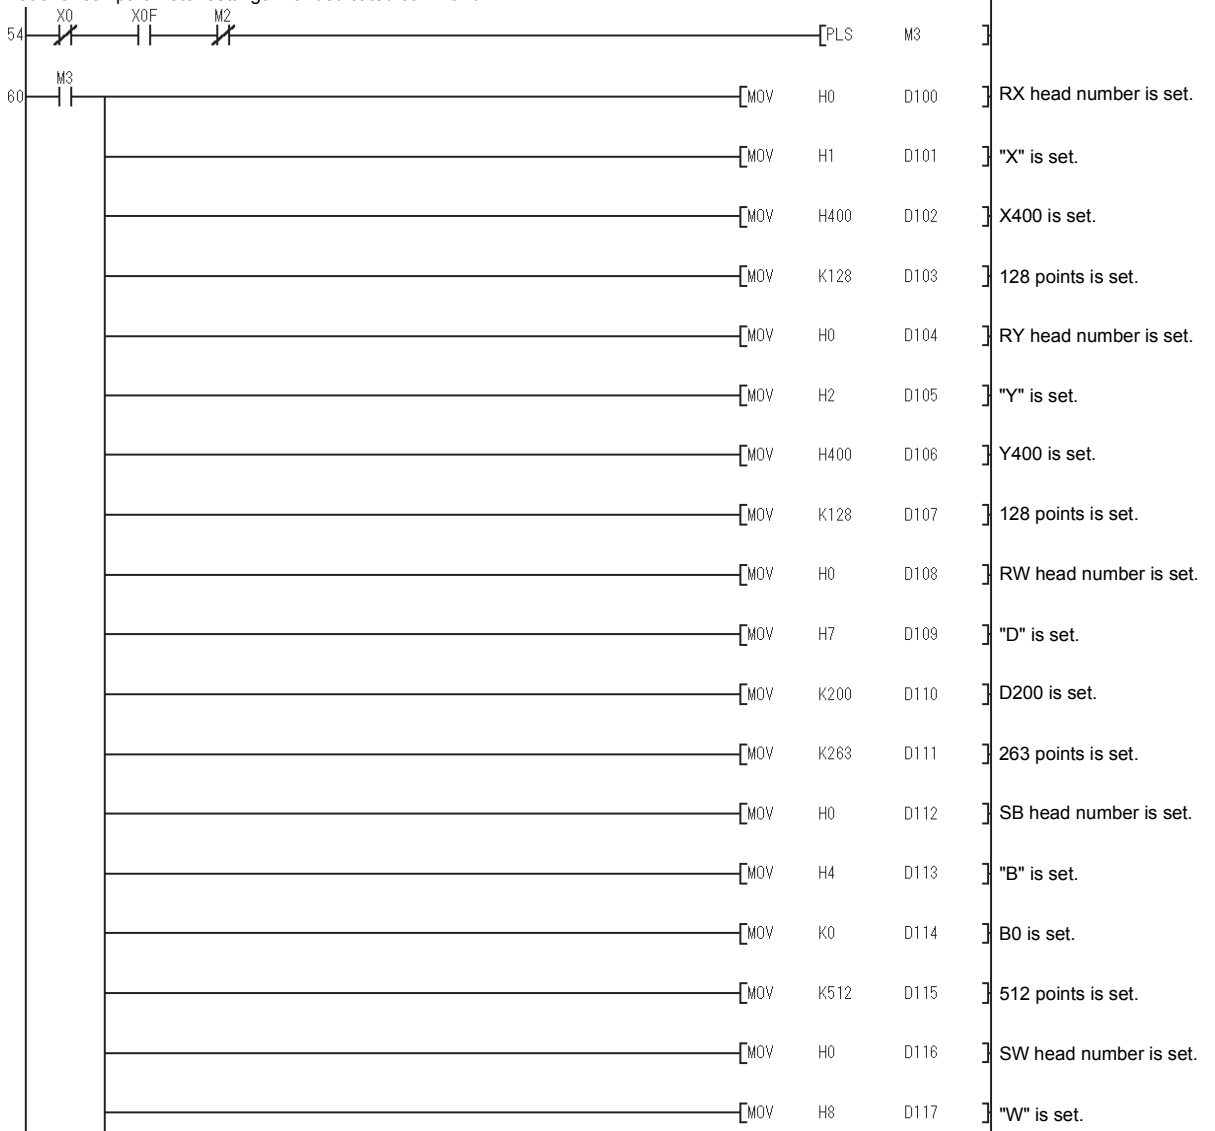 X0 X0F M2
54 [PLS M3 ]
M3
60 [MOV H0 D100 ] RX head number is set.
[MOV H1 D101 ] "X" is set.
[MOV H400 D102 ] X400 is set.
[MOV K128 D103 ] 128 points is set.
[MOV H0 D104 ] RY head number is set.
[MOV H2 D105 ] "Y" is set.
[MOV H400 D106 ] Y400 is set.
[MOV K128 D107 ] 128 points is set.
[MOV H0 D108 ] RW head number is set.
[MOV H7 D109 ] "D" is set.
[MOV K200 D110 ] D200 is set.
[MOV K263 D111 ] 263 points is set.
[MOV H0 D112 ] SB head number is set.
[MOV H4 D113 ] "B" is set.
[MOV K0 D114 ] B0 is set.
[MOV K512 D115 ] 512 points is set.
[MOV H0 D116 ] SW head number is set.
[MOV H8 D117 ] "W" is set.